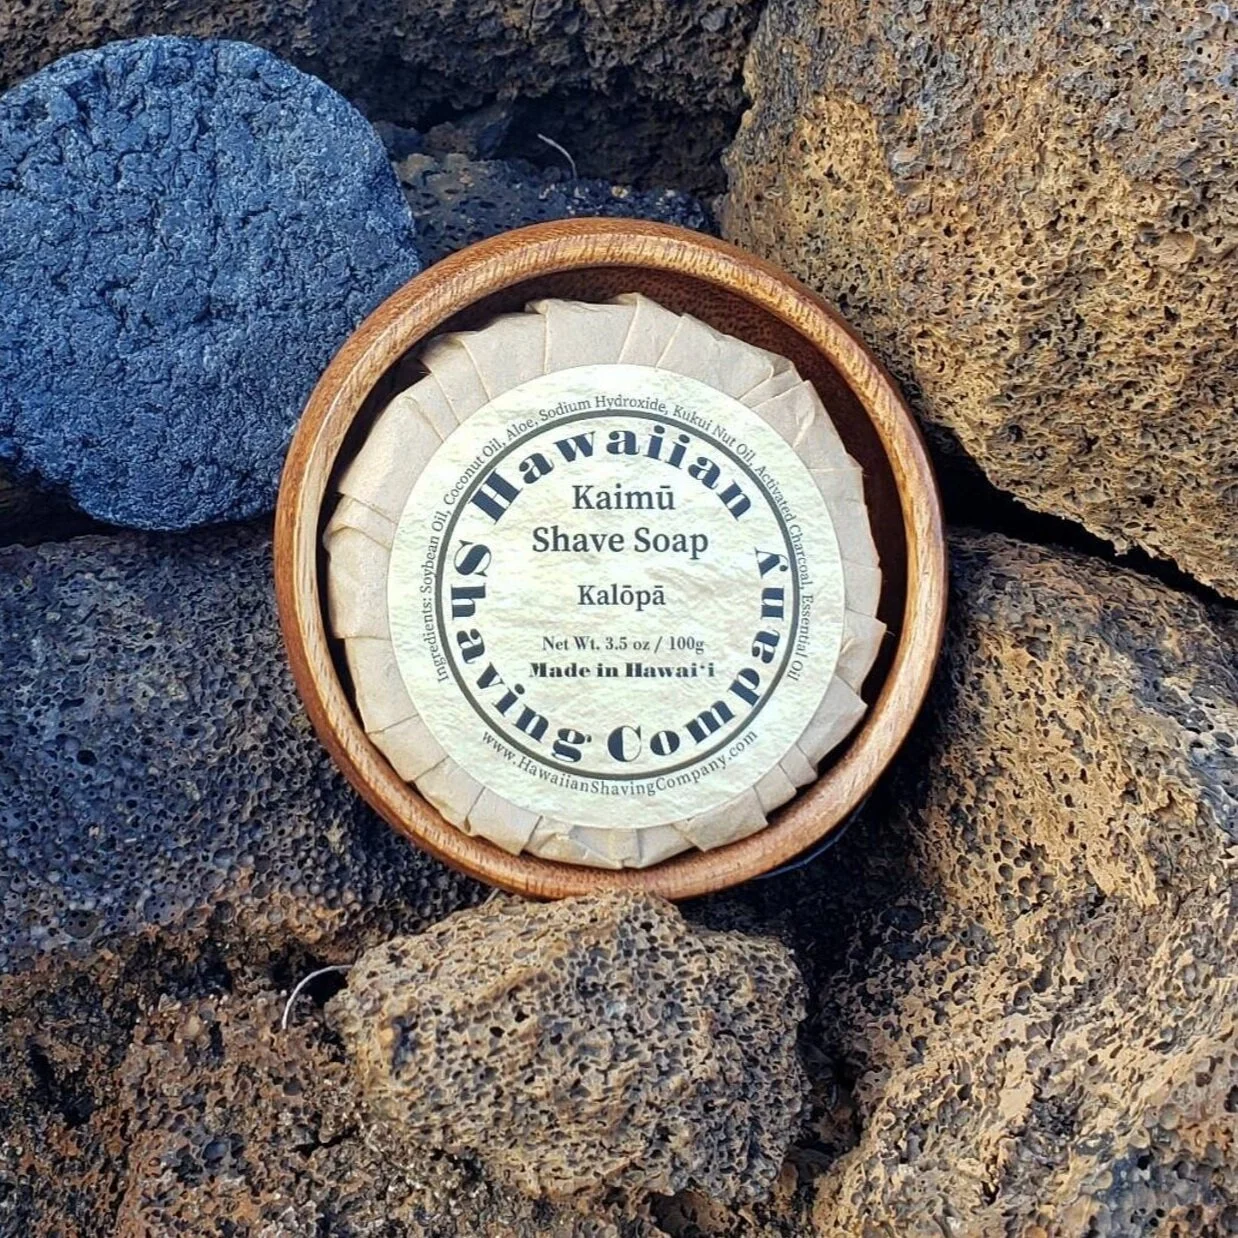 Ingredients: Soybean Oil, Coconut Oil, Aloe, Sodium Hydroxide, Kukui Nut Oil, Activated Charcoal, Essential Oil
Hawaiian Shaving Company
Kaimū
Shave Soap
Kalōpā
Net Wt. 3.5 oz / 100g
Made in Hawaiʻi
www.HawaiianShavingCompany.com